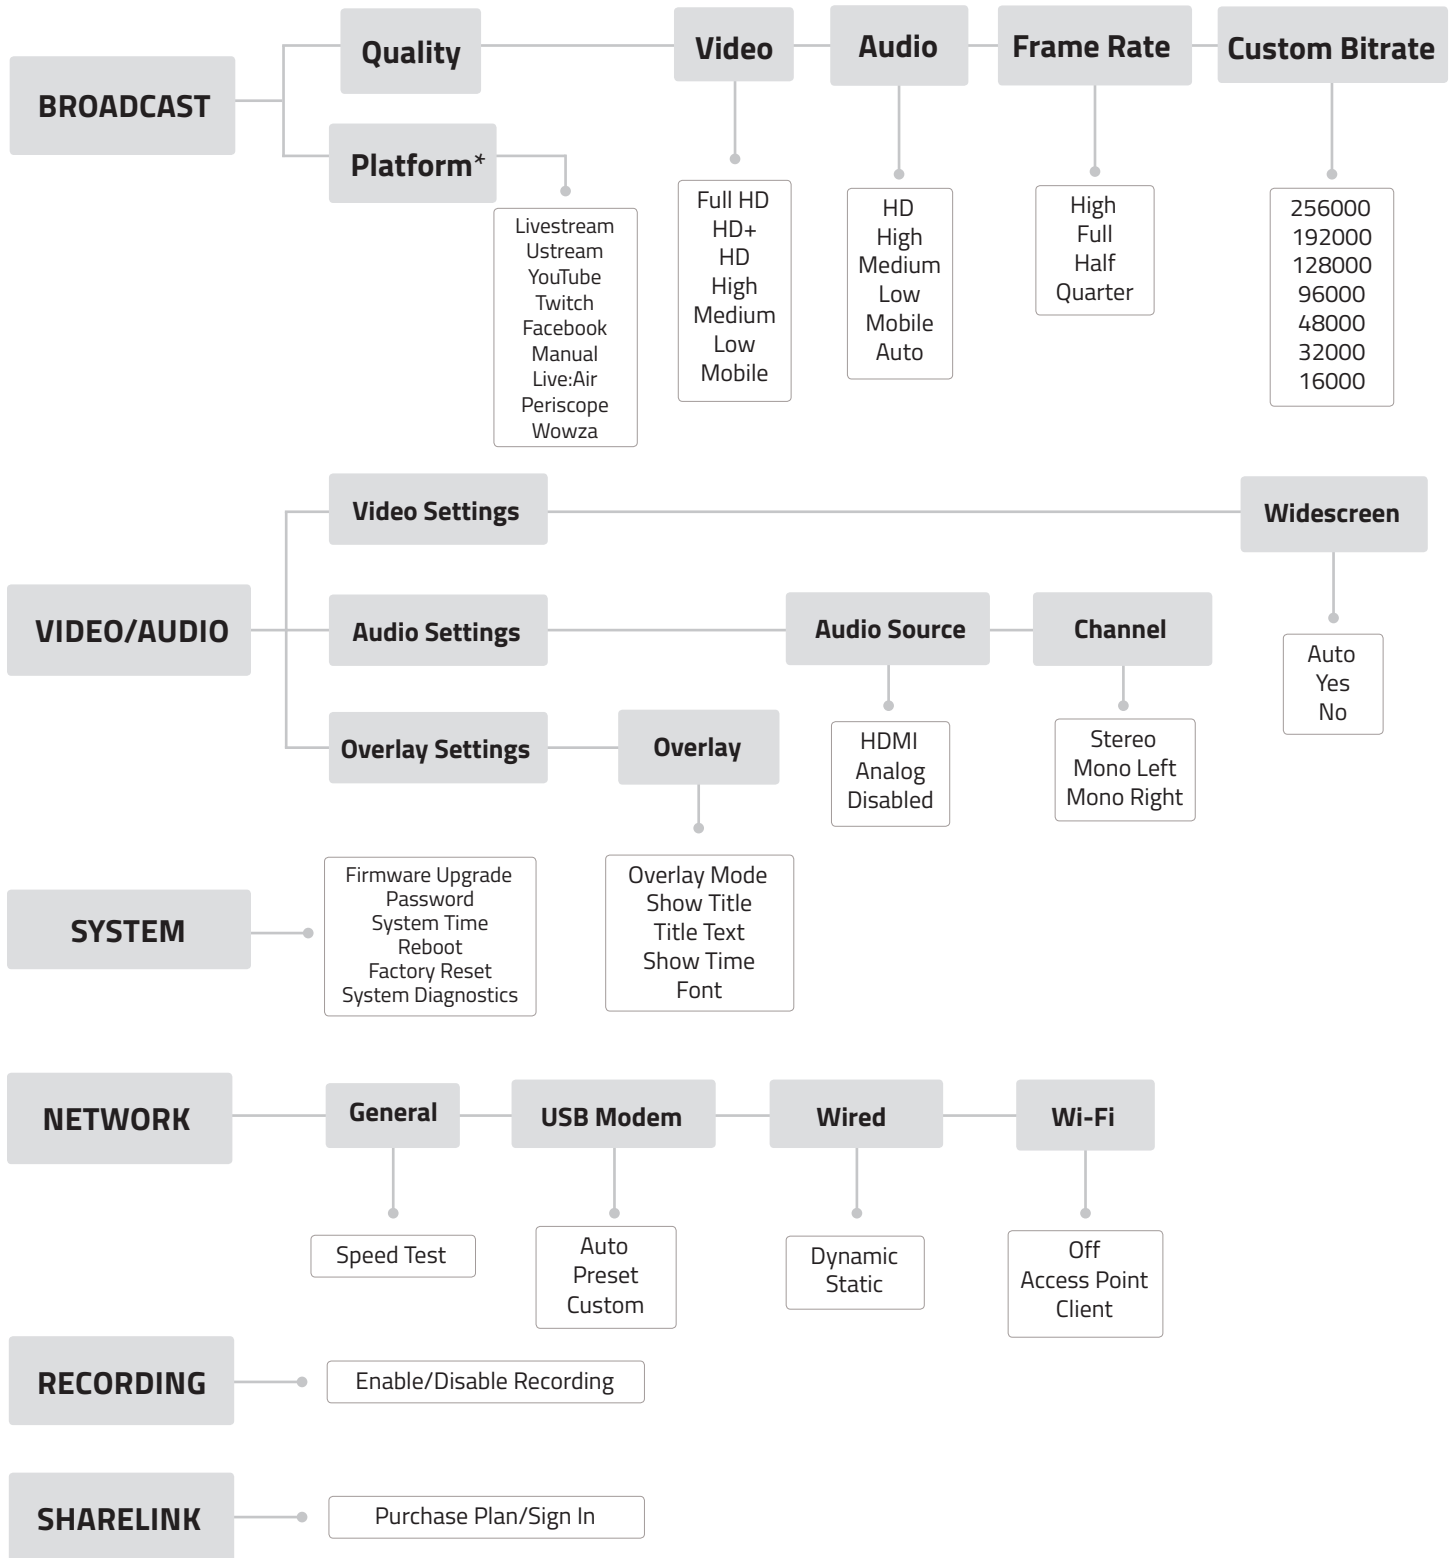 BROADCAST
Quality
Video
Audio
Frame Rate
Custom Bitrate
Platform*
Livestream
Ustream
YouTube
Twitch
Facebook
Manual
Live:Air
Periscope
Wowza
Full HD
HD+
HD
High
Medium
Low
Mobile
HD
High
Medium
Low
Mobile
Auto
High
Full
Half
Quarter
256000
192000
128000
96000
48000
32000
16000
VIDEO/AUDIO
Video Settings
Widescreen
Auto
Yes
No
Audio Settings
Audio Source
Channel
HDMI
Analog
Disabled
Stereo
Mono Left
Mono Right
Overlay Settings
Overlay
Overlay Mode
Show Title
Title Text
Show Time
Font
SYSTEM
Firmware Upgrade
Password
System Time
Reboot
Factory Reset
System Diagnostics
NETWORK
General
USB Modem
Wired
Wi-Fi
Speed Test
Auto
Preset
Custom
Dynamic
Static
Off
Access Point
Client
RECORDING
Enable/Disable Recording
SHARELINK
Purchase Plan/Sign In